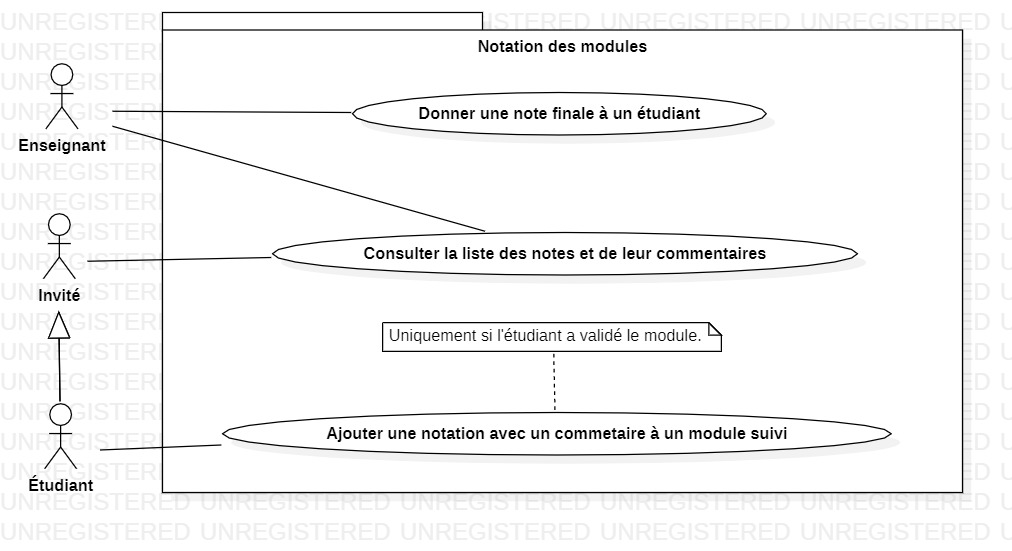 Notation des modules
Donner une note finale à un étudiant
Enseignant
Consulter la liste des notes et de leur commentaires
Invité
Uniquement si l'étudiant a validé le module.
Ajouter une notation avec un commetaire à un module suivi
Étudiant
UNREGISTERED UNREGISTERED UNREGISTERED UNREGISTERED UNREGISTERED